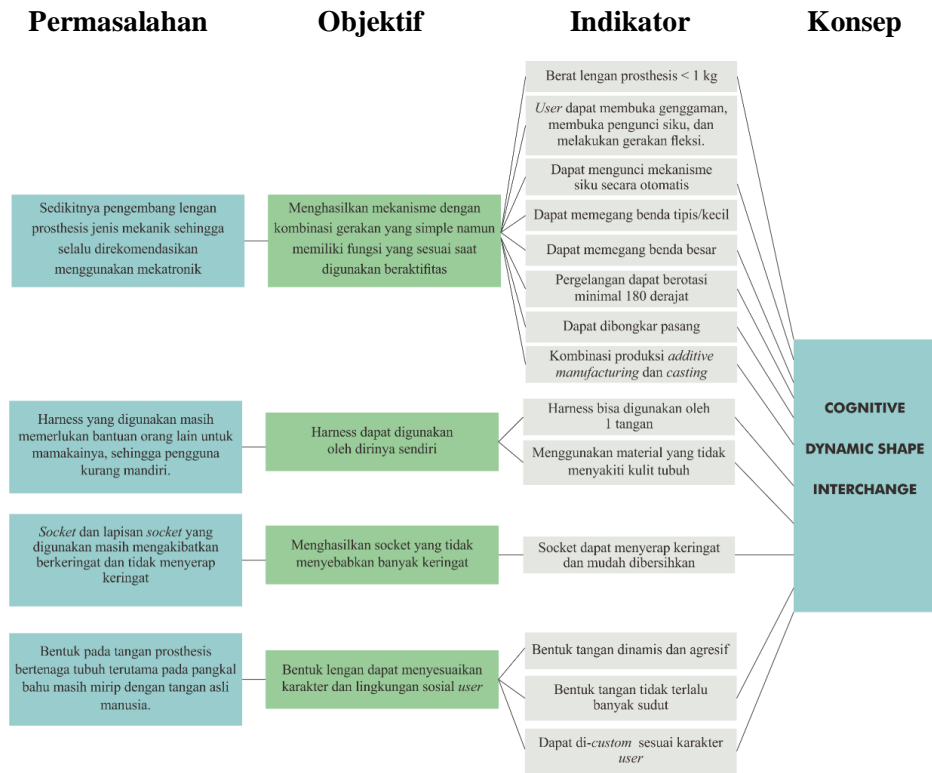 Permasalahan
Objektif
Indikator
Konsep
Sedikitnya pengembang lengan
prosthesis jenis mekanik sehingga
selalu direkomendasikan
menggunakan mekatronik
Menghasilkan mekanisme dengan
kombinasi gerakan yang simple namun
memiliki fungsi yang sesuai saat
digunakan beraktifitas
Berat lengan prosthesis < 1 kg
User dapat membuka genggaman,
membuka pengunci siku, dan
melakukan gerakan fleksi.
Dapat mengunci mekanisme
siku secara otomatis
Dapat memegang benda tipis/kecil
Dapat memegang benda besar
Pergelangan dapat berotasi
minimal 180 derajat
Dapat dibongkar pasang
Kombinasi produksi additive
manufacturing dan casting
Harness yang digunakan masih
memerlukan bantuan orang lain untuk
mamakainya, sehingga pengguna
kurang mandiri.
Harness dapat digunakan
oleh dirinya sendiri
Harness bisa digunakan oleh
1 tangan
Menggunakan material yang tidak
menyakiti kulit tubuh
Socket dan lapisan socket yang
digunakan masih mengakibatkan
berkeringat dan tidak menyerap
keringat
Menghasilkan socket yang tidak
menyebabkan banyak keringat
Socket dapat menyerap keringat
dan mudah dibersihkan
Bentuk pada tangan prosthesis
bertenaga tubuh terutama pada pangkal
bahu masih mirip dengan tangan asli
manusia.
Bentuk lengan dapat menyesuaikan
karakter dan lingkungan sosial user
Bentuk tangan dinamis dan agresif
Bentuk tangan tidak terlalu
banyak sudut
Dapat di-custom sesuai karakter
user
COGNITIVE
DYNAMIC SHAPE
INTERCHANGE